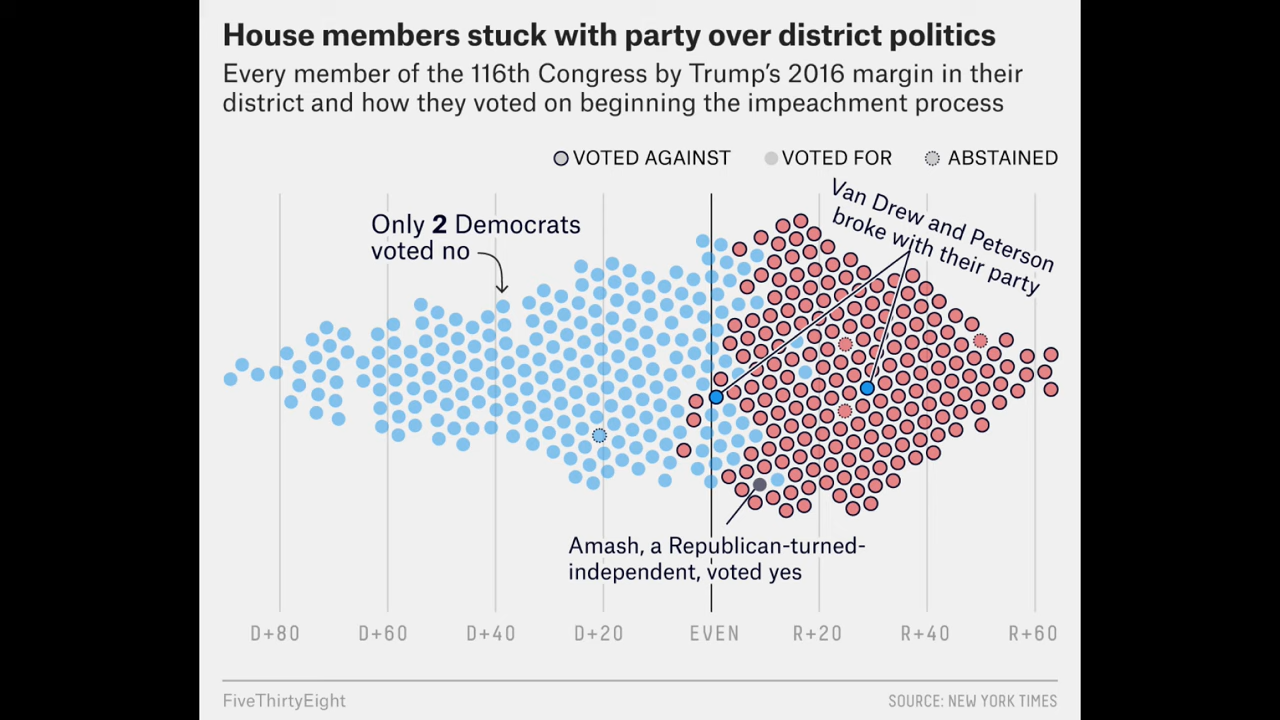 House members stuck with party over district politics
Every member of the 116th Congress by Trump's 2016 margin in their
district and how they voted on beginning the impeachment process
VOTED AGAINST VOTED FOR ABSTAINED
Van Drew and Peterson
broke with their party
Only 2 Democrats
voted no
Amash, a Republican-turned-
independent, voted yes
D+80 D+60 D+40 D+20 EVEN R+20 R+40 R+60
FiveThirtyEight SOURCE: NEW YORK TIMES